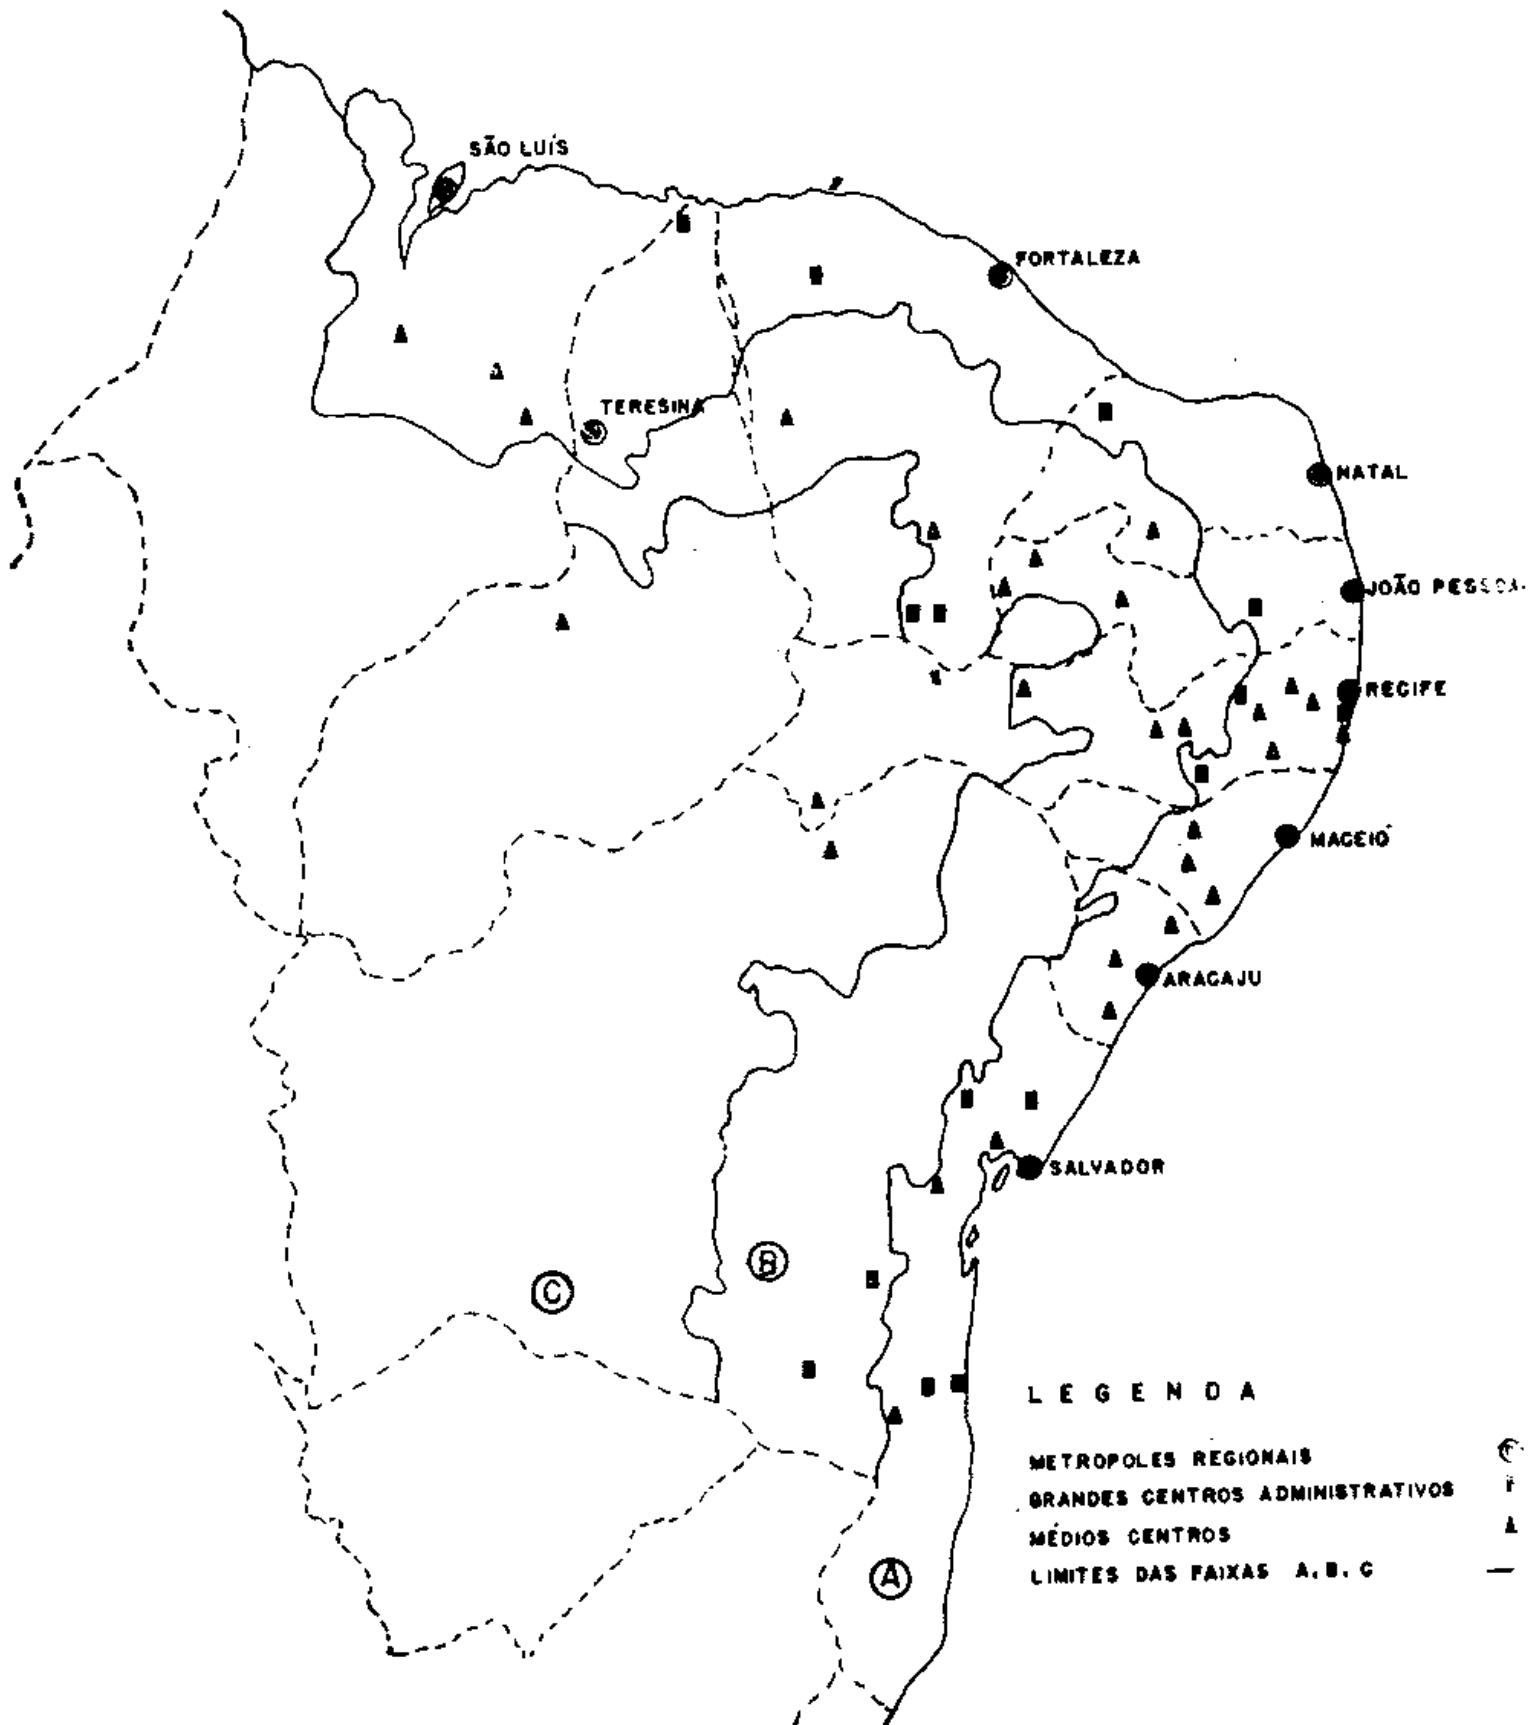 SÃO LUÍS
FORTALEZA
TERESINA
NATAL
JOÃO PESSOA
RECIFE
MACEIÓ
ARACAJU
SALVADOR
B
C
L E G E N D A
METROPOLES REGIONAIS
GRANDES CENTROS ADMINISTRATIVOS
MÉDIOS CENTROS
LIMITES DAS FAIXAS A, B, C
A